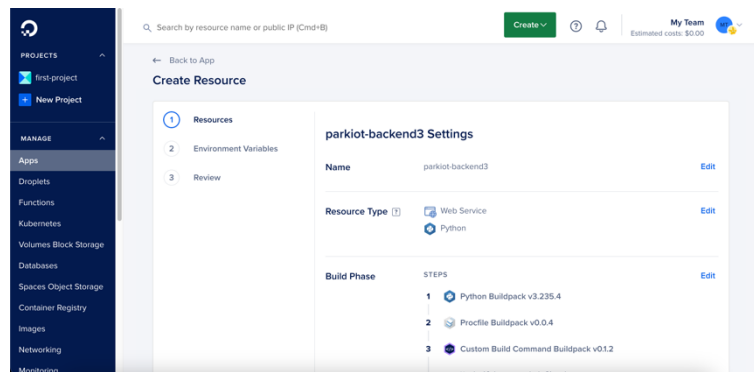 Search by resource name or public IP (Cmd+B)
Create
?
My Team
Estimated costs: $0.00
MT
PROJECTS
first-project
+ New Project
MANAGE
Apps
Droplets
Functions
Kubernetes
Volumes Block Storage
Databases
Spaces Object Storage
Container Registry
Images
Networking
Monitoring
← Back to App
Create Resource
1 Resources
2 Environment Variables
3 Review
parkiot-backend3 Settings
Name parkiot-backend3 Edit
Resource Type ? Web Service Edit
Python
Build Phase STEPS Edit
1 Python Buildpack v3.235.4
2 Procfile Buildpack v0.0.4
3 Custom Build Command Buildpack v0.1.2